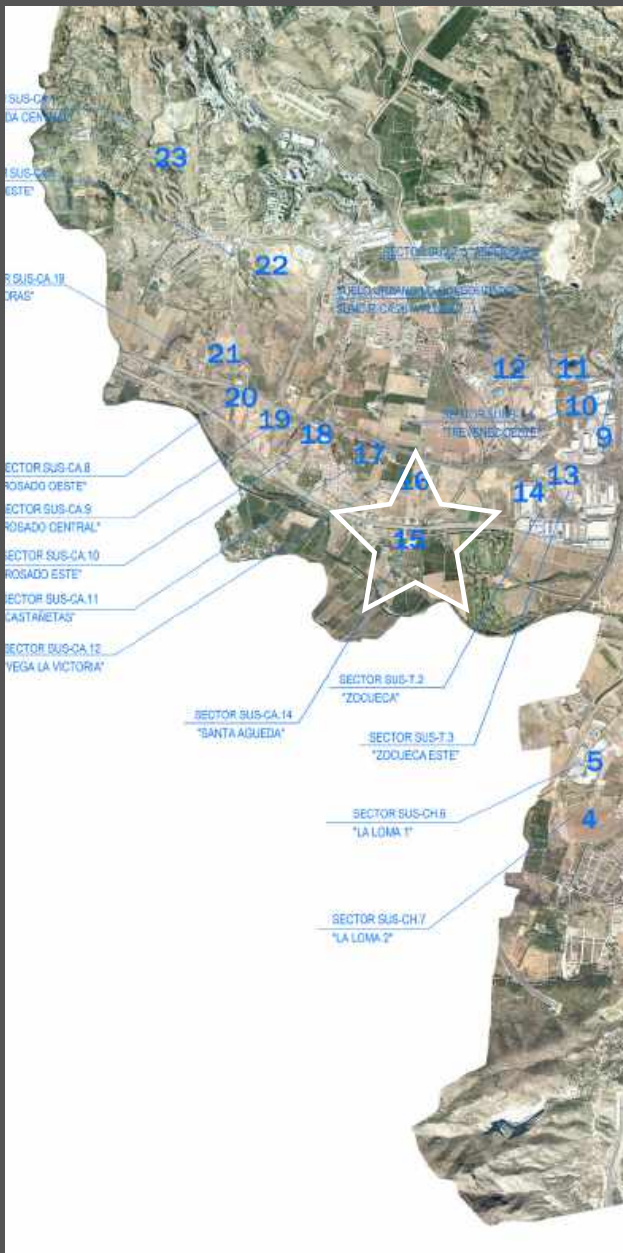 23
22
21
20
19
18
17
16
15
12
11
10
9
13
14
ESTE"
R SUS-CA.19
ORAS"
"TREVENEZ OESTE"
SECTOR SUS-CA.8
ROSADO OESTE"
SECTOR SUS-CA.9
ROSADO CENTRAL"
SECTOR SUS-CA.10
ROSADO ESTE"
SECTOR SUS-CA.11
CASTAÑETAS"
SECTOR SUS-CA.12
"VEGA LA VICTORIA"
SECTOR SUS-CA.14
"SANTA AGUEDA"
SECTOR SUS-T.2
"ZOCUECA"
SECTOR SUS-T.3
"ZOCUECA ESTE"
5
SECTOR SUS-CH.6
"LA LOMA 1"
4
SECTOR SUS-CH.7
"LA LOMA 2"